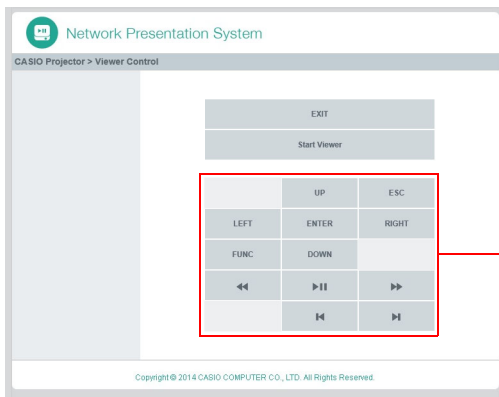 Network Presentation System
CASIO Projector > Viewer Control
EXIT
Start Viewer
UP ESC
LEFT ENTER RIGHT
FUNC DOWN
Copyright © 2014 CASIO COMPUTER CO., LTD. All Rights Reserved.